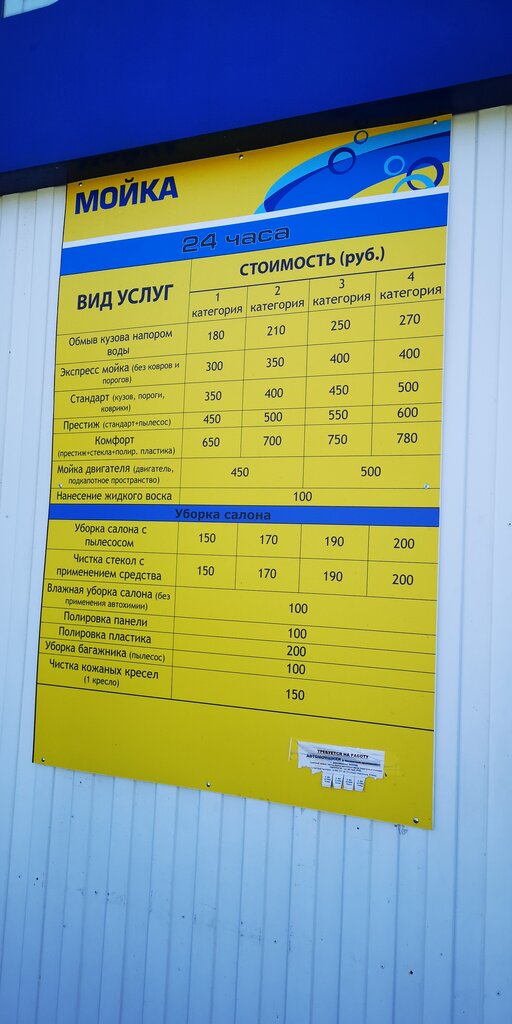 МОЙКА
24 часа
ВИД УСЛУГ
СТОИМОСТЬ (руб.)
1 категория
2 категория
3 категория
4 категория
Обмыв кузова напором воды 180 210 250 270
Экспресс мойка (без ковров и порогов) 300 350 400 400
Стандарт (кузов, пороги, коврики) 350 400 450 500
Престиж (стандарт+пылесос) 450 500 550 600
Комфорт (престиж+стекла+полир. пластика) 650 700 750 780
Мойка двигателя (двигатель, подкапотное пространство) 450 500
Нанесение жидкого воска 100
Уборка салона
Уборка салона с пылесосом 150 170 190 200
Чистка стекол с применением средства 150 170 190 200
Влажная уборка салона (без применения автохимии) 100
Полировка панели 100
Полировка пластика 200
Уборка багажника (пылесос) 100
Чистка кожаных кресел (1 кресло) 150
ТРЕБУЕТСЯ НА РАБОТУ
АВТОМОЙЩИКИ